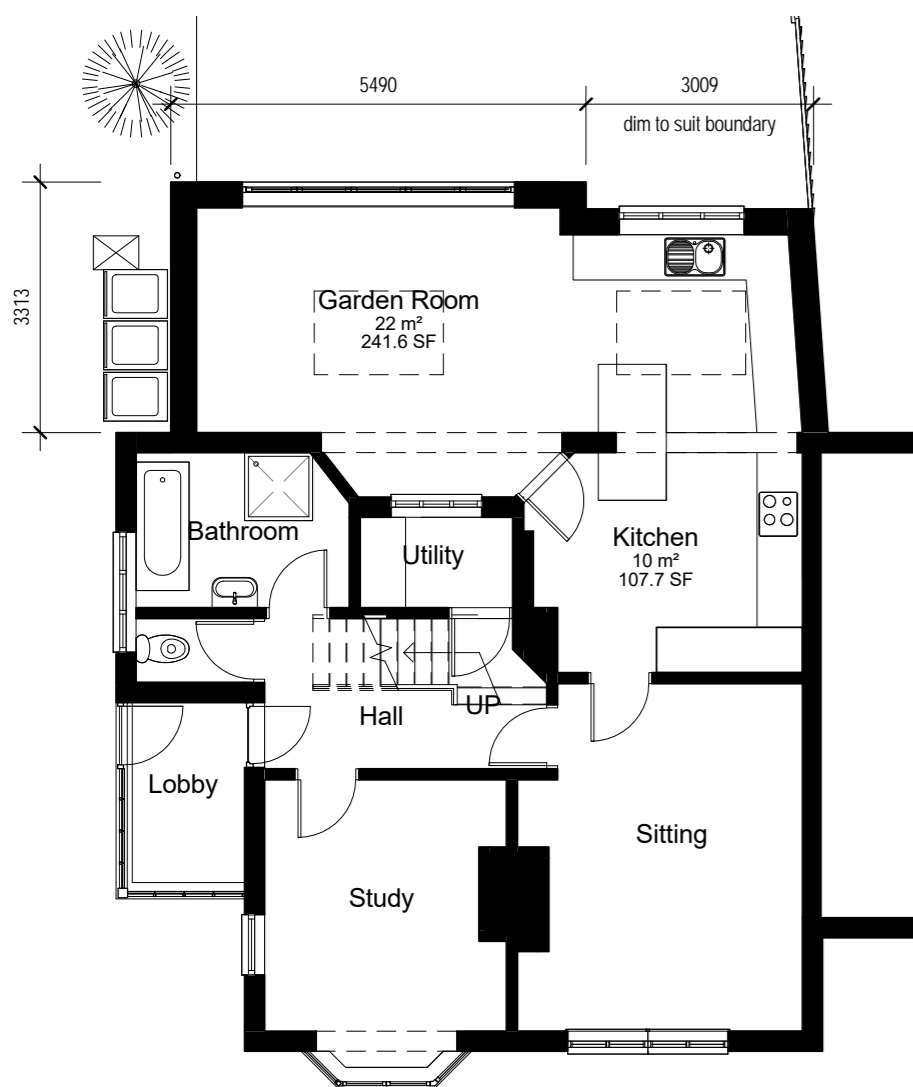 5490
3009
dim to suit boundary
3313
Garden Room
22 m²
241.6 SF
Bathroom
Utility
Kitchen
10 m²
107.7 SF
UP
Hall
Lobby
Sitting
Study